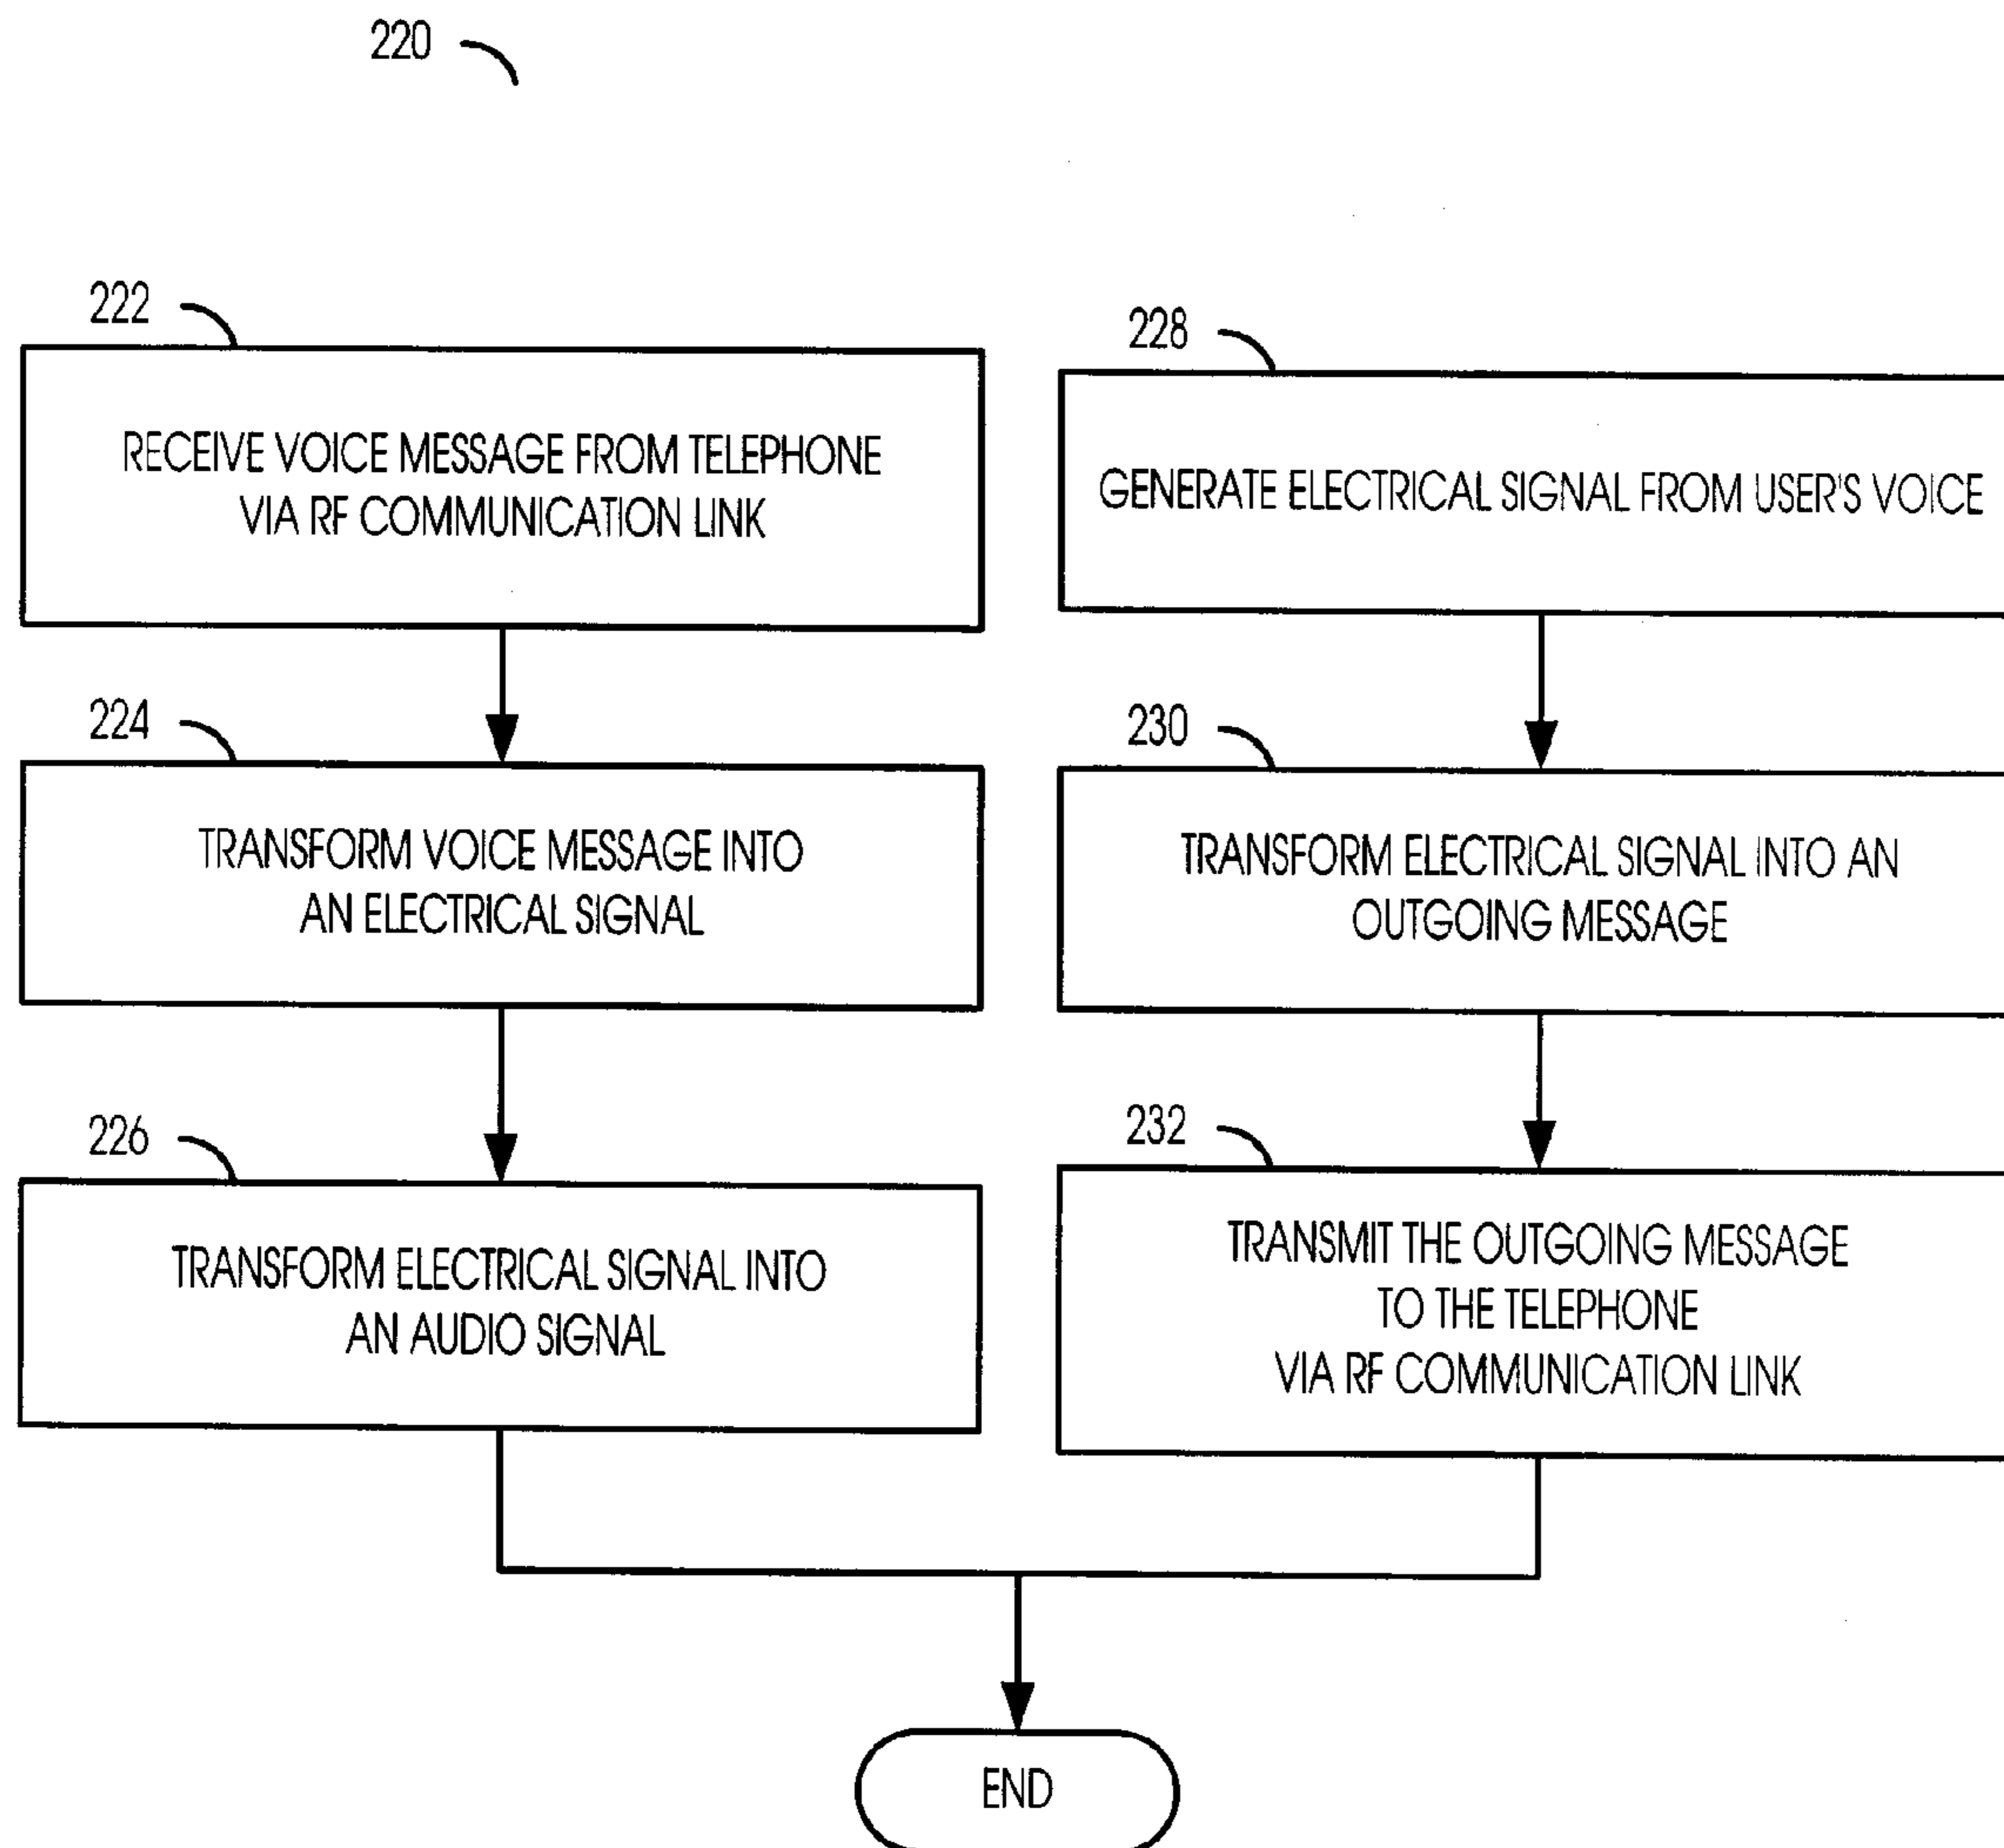 220
222
RECEIVE VOICE MESSAGE FROM TELEPHONE
VIA RF COMMUNICATION LINK
224
TRANSFORM VOICE MESSAGE INTO
AN ELECTRICAL SIGNAL
226
TRANSFORM ELECTRICAL SIGNAL INTO
AN AUDIO SIGNAL
228
GENERATE ELECTRICAL SIGNAL FROM USER'S VOICE
230
TRANSFORM ELECTRICAL SIGNAL INTO AN
OUTGOING MESSAGE
232
TRANSMIT THE OUTGOING MESSAGE
TO THE TELEPHONE
VIA RF COMMUNICATION LINK
END